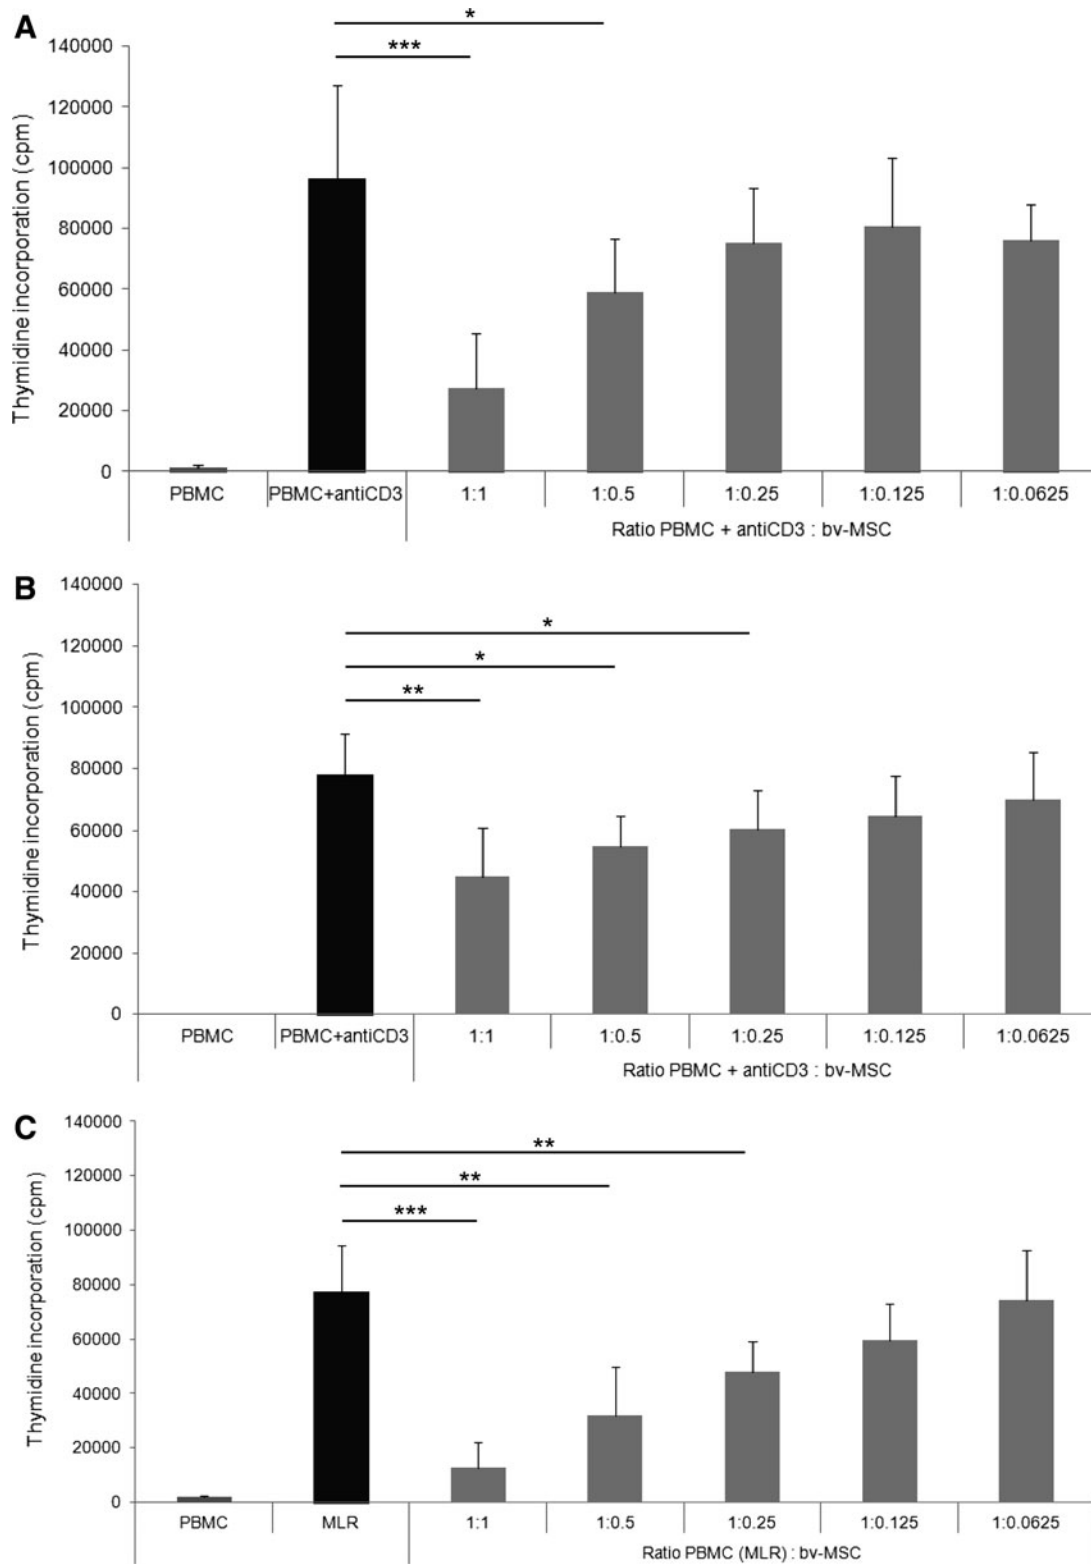 A
*
***
140000
120000
100000
80000
60000
40000
20000
0
Thymidine incorporation (cpm)
PBMC PBMC+antiCD3 1:1 1:0.5 1:0.25 1:0.125 1:0.0625
Ratio PBMC + antiCD3 : bv-MSC
B
*
*
**
140000
120000
100000
80000
60000
40000
20000
0
Thymidine incorporation (cpm)
PBMC PBMC+antiCD3 1:1 1:0.5 1:0.25 1:0.125 1:0.0625
Ratio PBMC + antiCD3 : bv-MSC
C
**
**
***
140000
120000
100000
80000
60000
40000
20000
0
Thymidine incorporation (cpm)
PBMC MLR 1:1 1:0.5 1:0.25 1:0.125 1:0.0625
Ratio PBMC (MLR) : bv-MSC